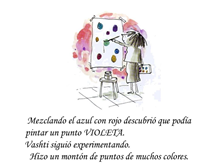 Mezclando el azul con rojo descubrió que podía
pintar un punto VIOLETA.
Vashti siguió experimentando.
Hizo un montón de puntos de muchos colores.